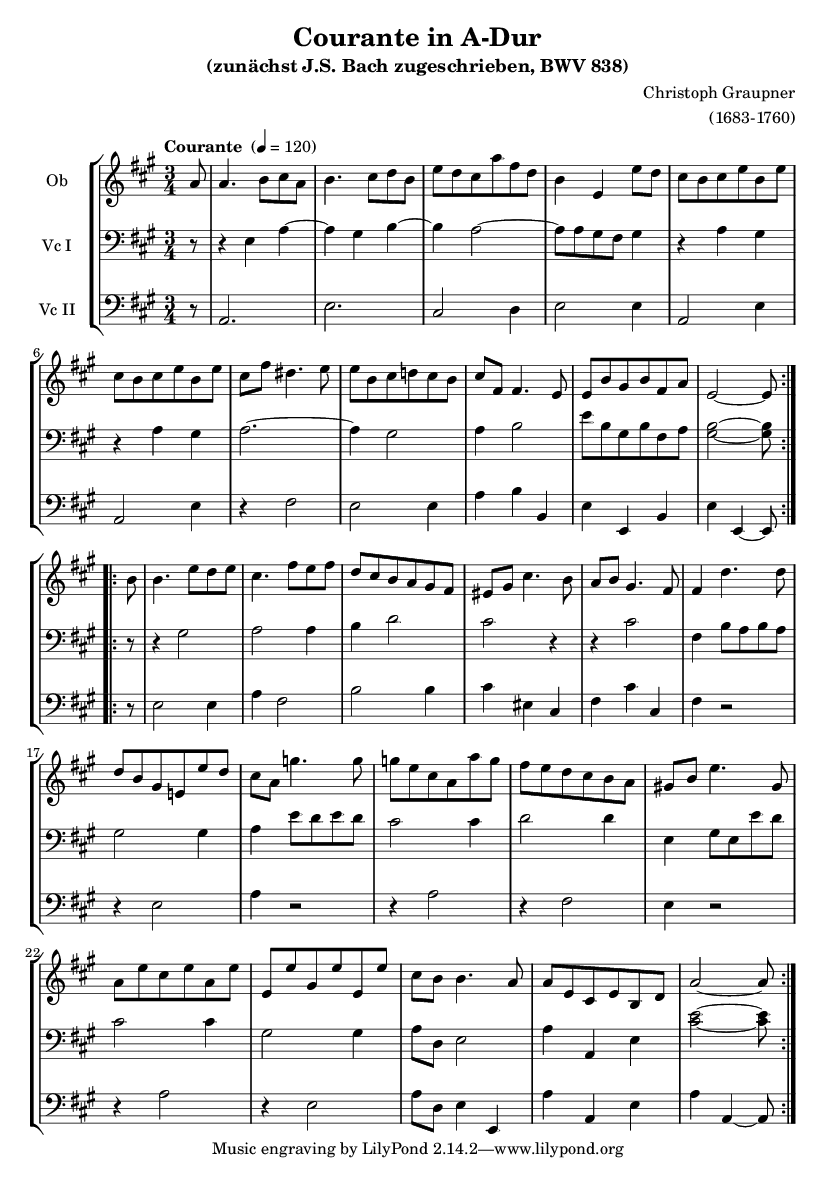 Courante in A-Dur
(zunächst J.S. Bach zugeschrieben, BWV 838)
Christoph Graupner
(1683-1760)
Courante (♩ = 120)
Ob
Vc I
Vc II
6
17
22
Music engraving by LilyPond 2.14.2—www.lilypond.org